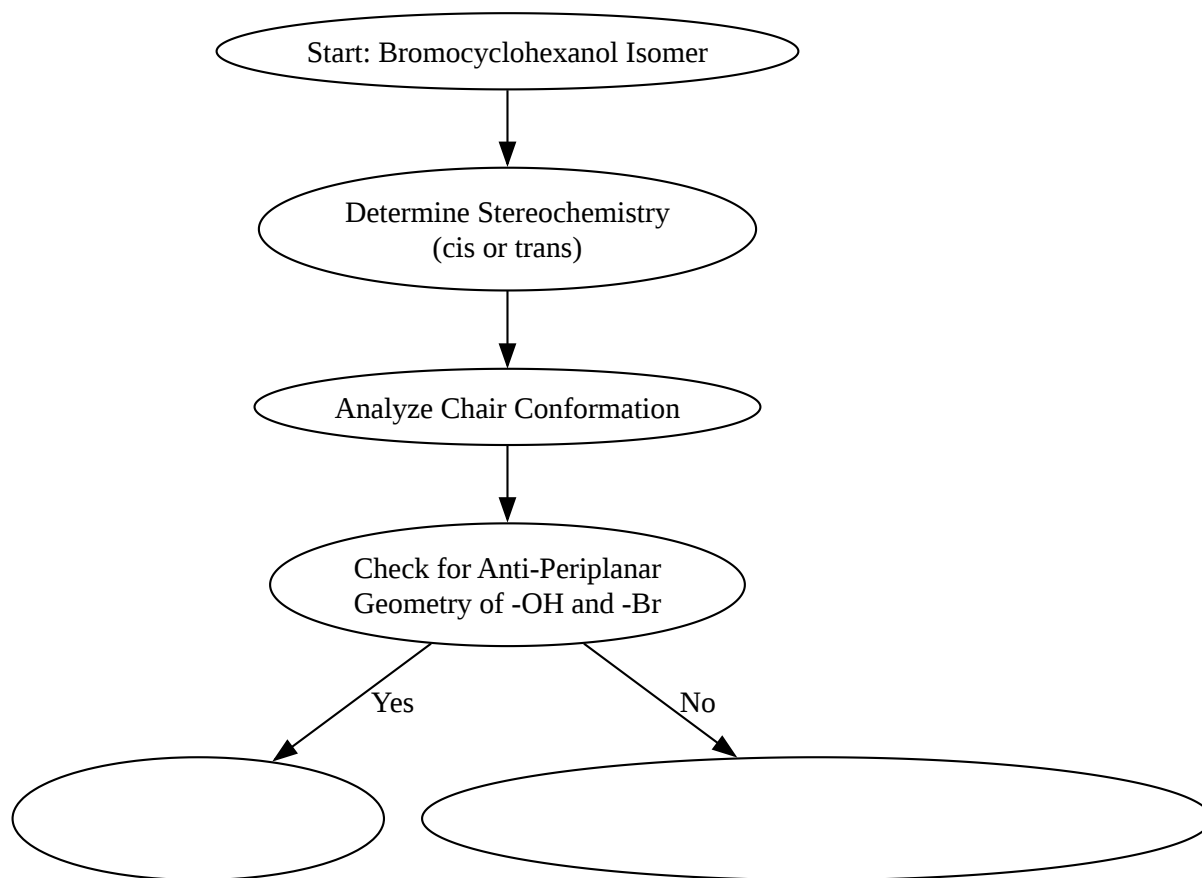 Start: Bromocyclohexanol Isomer
Determine Stereochemistry
(cis or trans)
Analyze Chair Conformation
Check for Anti-Periplanar
Geometry of -OH and -Br
Yes
No